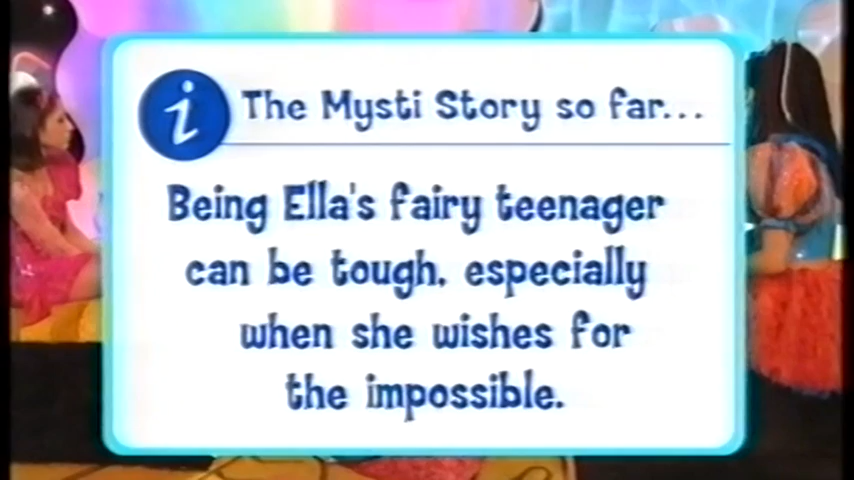 i
The Mysti Story so far...
Being Ella's fairy teenager
can be tough, especially
when she wishes for
the impossible.